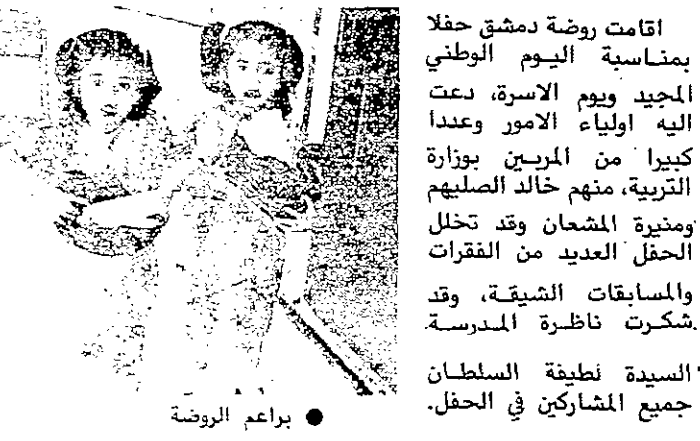 اقامت روضة دمشق حفلا
بمناسبة اليوم الوطني
المجيد ويوم الاسرة، دعت
اليه اولياء الامور وعددا
كبيرا من المربين بوزارة
التربية، منهم خالد الصليهم
ومنيرة المشعان وقد تخلل
الحفل العديد من الفقرات
والمسابقات الشيقة، وقد
شكرت ناظرة المدرسة
السيدة لطيفة السلطان
جميع المشاركين في الحفل.
● براعم الروضة